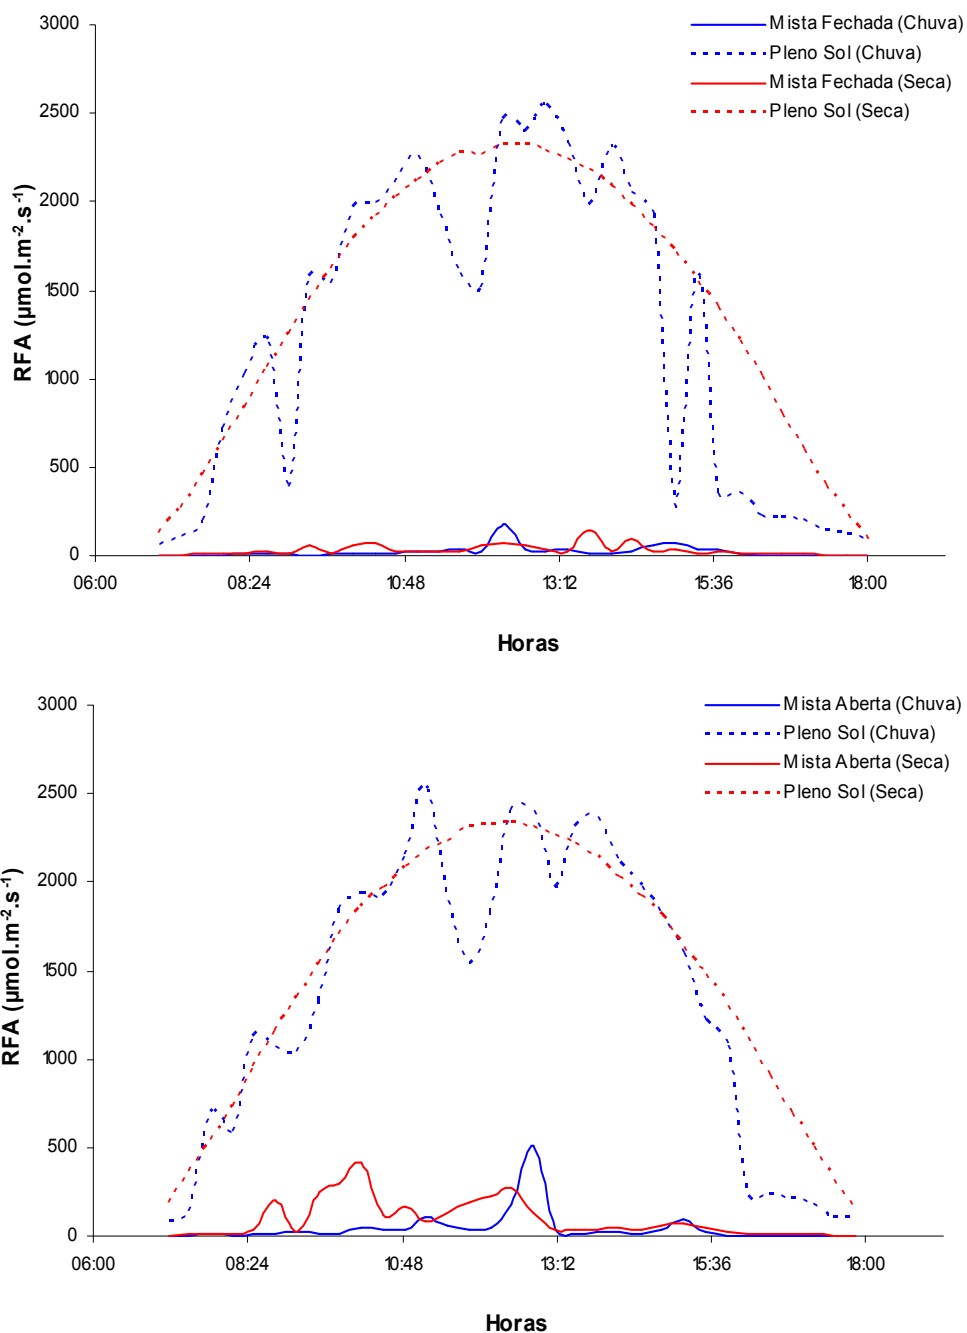 3000
2500
2000
1500
1000
500
0
RFA (µmol.m-2.s-1)
Mista Fechada (Chuva)
Pleno Sol (Chuva)
Mista Fechada (Seca)
Pleno Sol (Seca)
06:00 08:24 10:48 13:12 15:36 18:00
Horas
3000
2500
2000
1500
1000
500
0
RFA (µmol.m-2.s-1)
Mista Aberta (Chuva)
Pleno Sol (Chuva)
Mista Aberta (Seca)
Pleno Sol (Seca)
06:00 08:24 10:48 13:12 15:36 18:00
Horas